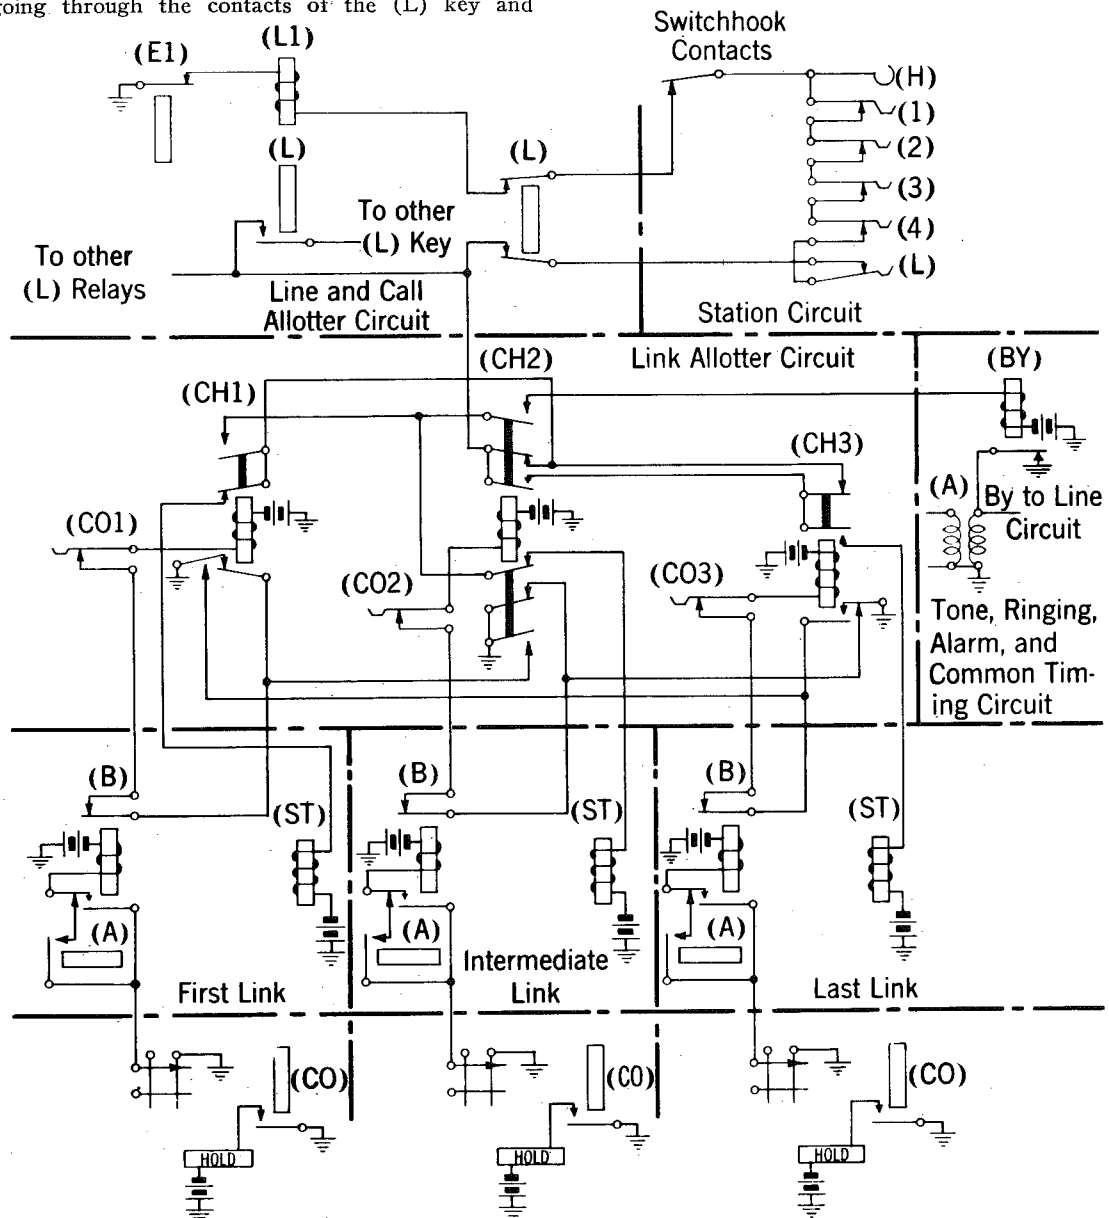 going through the contacts of the (L) key and
Switchhook
Contacts
(E1)
(L1)
(H)
(1)
(L)
(L)
(2)
(3)
To other
(L) Key
(4)
To other
(L) Relays
(L)
Line and Call
Allotter Circuit
Station Circuit
(CH2)
Link Allotter Circuit
(BY)
(CH1)
(CH3)
(A)
By to Line
Circuit
(CO1)
(CO2)
(CO3)
Tone, Ringing,
Alarm, and
Common Tim-
ing Circuit
(B)
(B)
(B)
(ST)
(ST)
(ST)
(A)
(A)
(A)
First Link
Intermediate
Link
Last Link
(CO)
(CO)
(CO)
HOLD
HOLD
HOLD